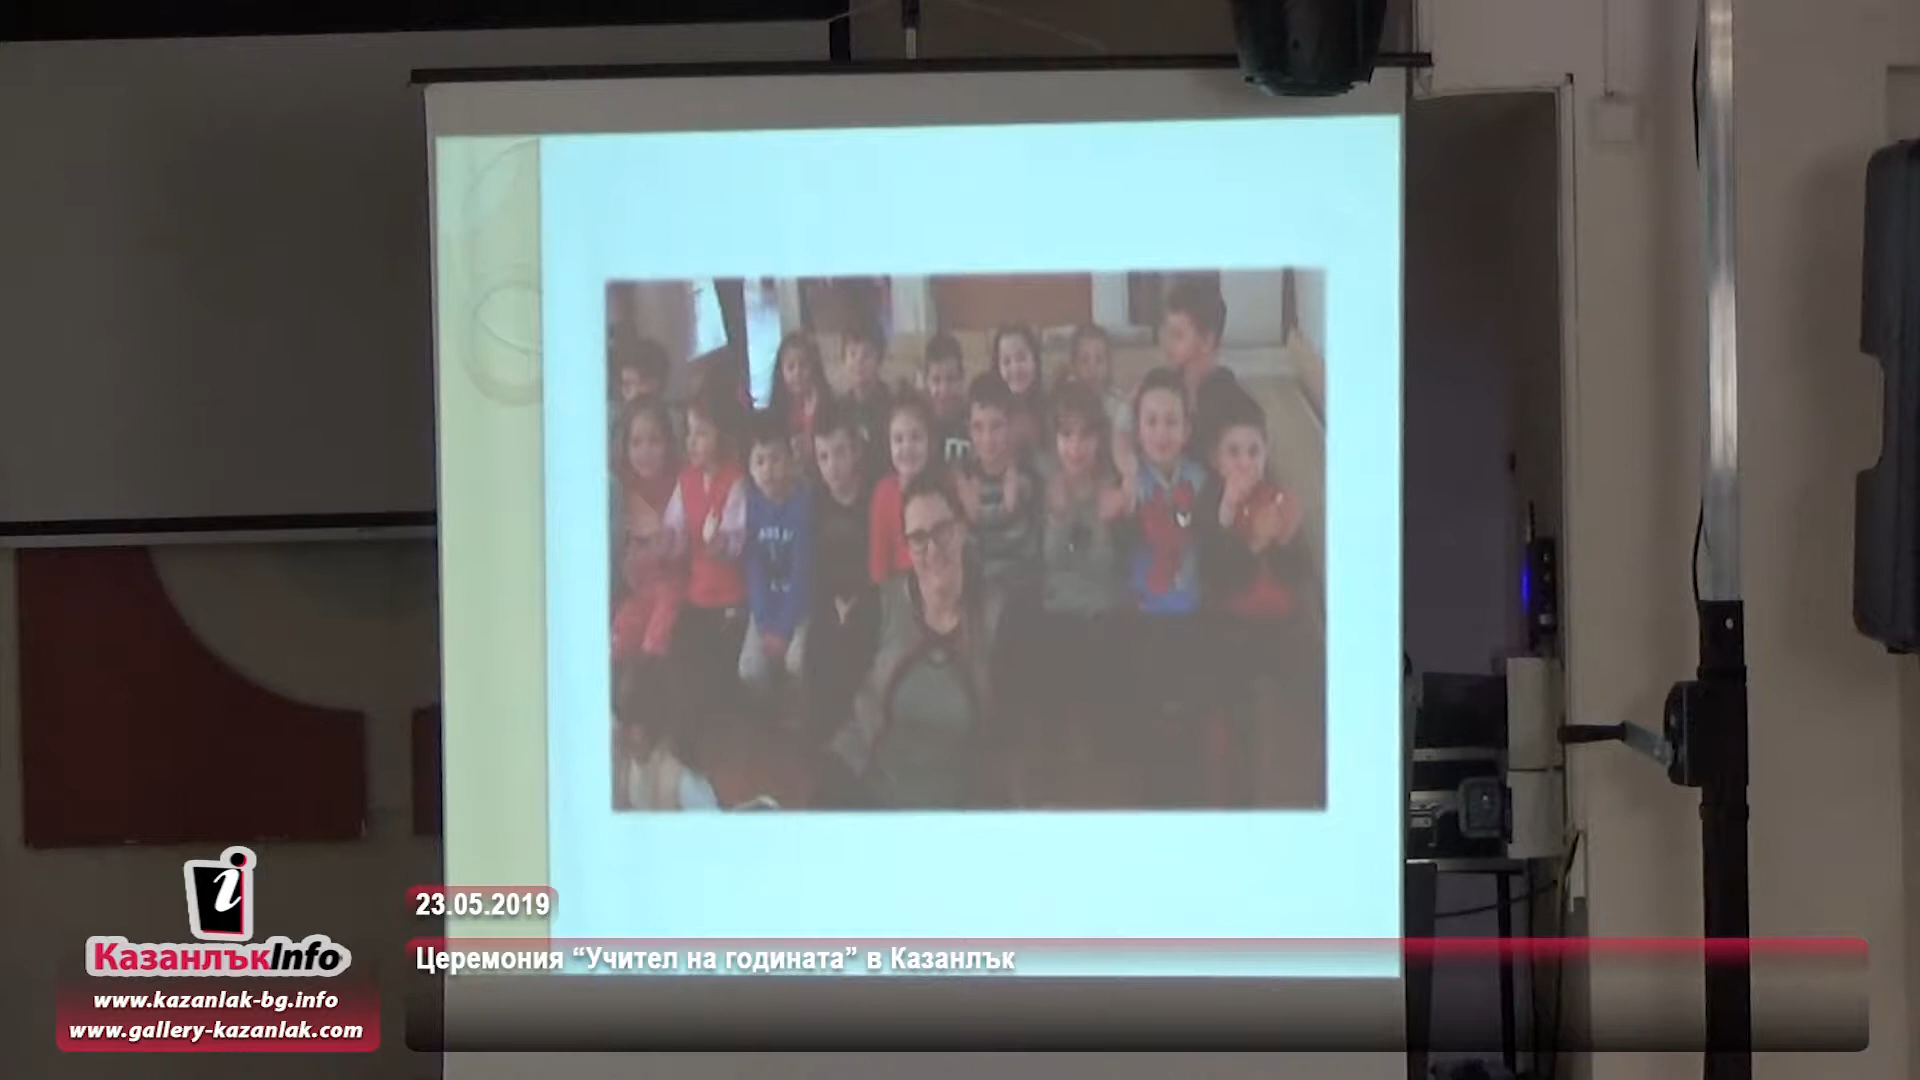 23.05.2019
Церемония “Учител на годината” в Казанлък
i
КазанлъкInfo
www.kazanlak-bg.info
www.gallery-kazanlak.com